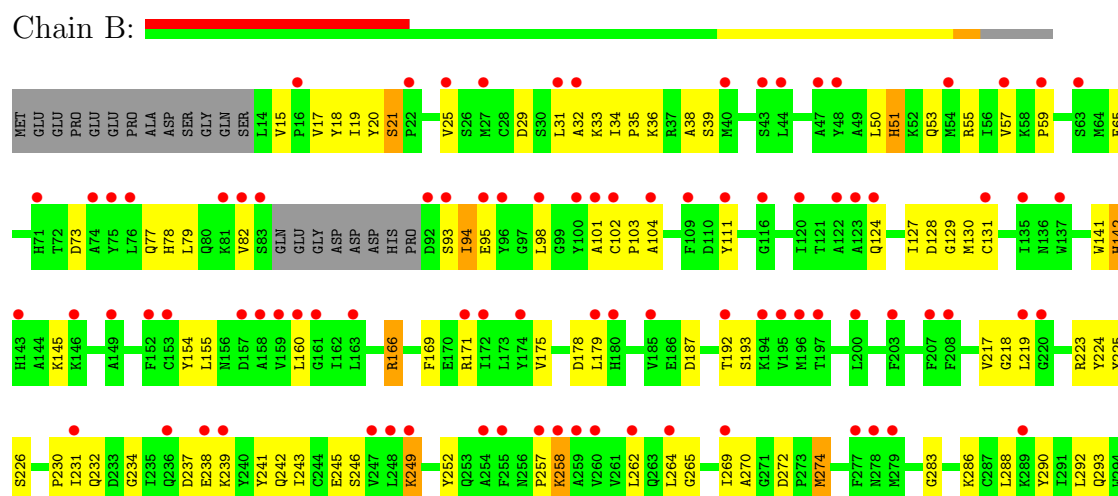 Chain B:
MET GLU GLU PRO GLU GLU PRO ALA ASP SER GLY GLN SER L14 V15 P16 V17 Y18 I19 Y20 S21 P22 V25 S26 M27 C28 D29 S30 L31 A32 K33 I34 P35 K36 R37 A38 S39 M40 S43 L44 A47 Y48 A49 L50 H51 K52 Q53 M54 R55 I56 V57 K58 P59 S63 M64
H71 T72 D73 A74 Y75 L76 Q77 H78 L79 Q80 K81 V82 S83 GLN GLU GLY ASP ASP ASP HIS PRO D92 S93 I94 E95 Y96 G97 L98 G99 Y100 A101 C102 P103 A104 F109 D110 Y111 G116 I120 T121 A122 A123 Q124 I127 D128 G129 M130 C131 I135 N136 W137 W141
H143 A144 K145 K146 A149 F152 C153 Y154 L155 N156 D157 A158 V159 L160 G161 I162 L163 R166 F169 E170 R171 I172 L173 Y174 V175 D178 L179 H180 V185 E186 D187 T192 S193 K194 V195 M196 T197 L200 F203 F207 F208 V217 G218 L219 G220 R223 Y224
S226 P230 I231 Q232 D233 G234 I235 Q236 D237 E238 K239 Y240 Y241 Q242 I243 C244 E245 S246 V247 L248 K249 Y252 Q253 A254 F255 N256 P257 K258 A259 V260 V261 L262 Q263 L264 G265 I269 A270 G271 D272 P273 M274 F277 N278 M279 G283 K286 C287 L288 K289 Y290 I291 L292 Q293